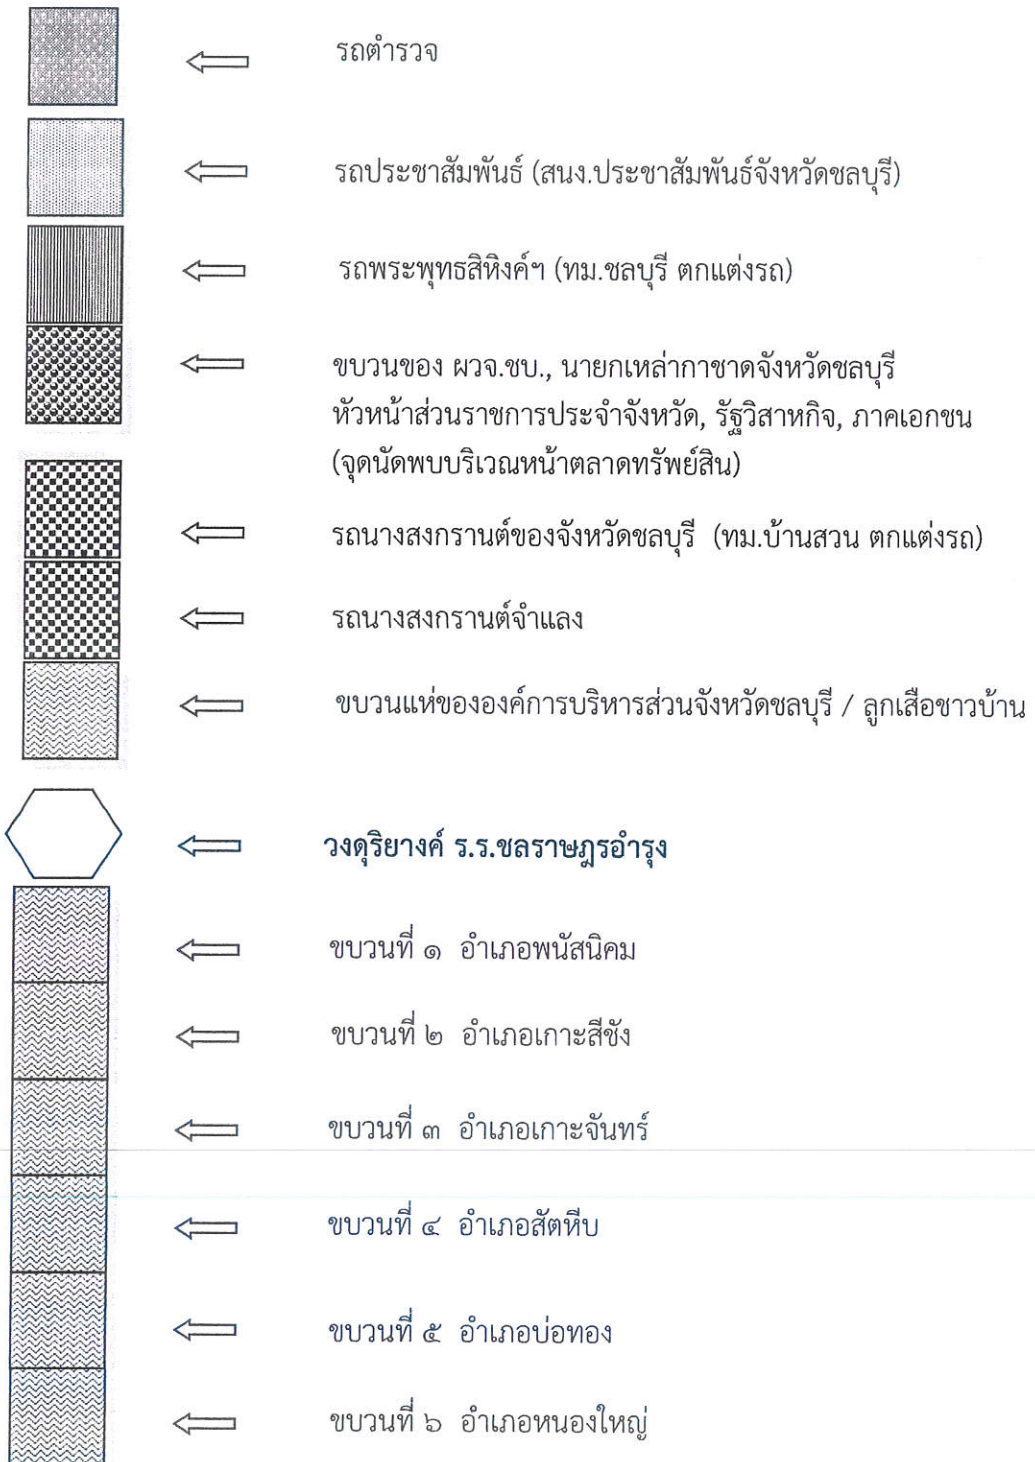 รถตำรวจ
รถประชาสัมพันธ์ (สนง.ประชาสัมพันธ์จังหวัดชลบุรี)
รถพระพุทธสิหิงค์ฯ (ทม.ชลบุรี ตกแต่งรถ)
ขบวนของ ผวจ.ชบ., นายกเหล่ากาชาดจังหวัดชลบุรี
หัวหน้าส่วนราชการประจำจังหวัด, รัฐวิสาหกิจ, ภาคเอกชน
(จุดนัดพบบริเวณหน้าตลาดทรัพย์สิน)
รถนางสงกรานต์ของจังหวัดชลบุรี (ทม.บ้านสวน ตกแต่งรถ)
รถนางสงกรานต์จำแลง
ขบวนแห่ขององค์การบริหารส่วนจังหวัดชลบุรี / ลูกเสือชาวบ้าน
วงดุริยางค์ ร.ร.ชลราษฎรอำรุง
ขบวนที่ ๑ อำเภอพนัสนิคม
ขบวนที่ ๒ อำเภอเกาะสีชัง
ขบวนที่ ๓ อำเภอเกาะจันทร์
ขบวนที่ ๔ อำเภอสัตหีบ
ขบวนที่ ๕ อำเภอบ่อทอง
ขบวนที่ ๖ อำเภอหนองใหญ่